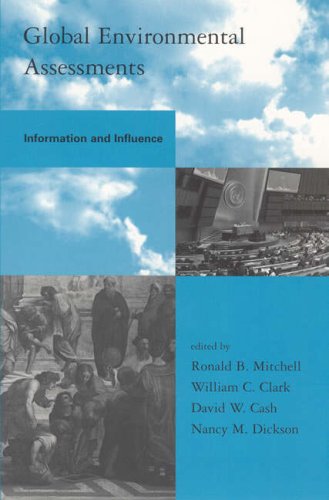 Global Environmental
Assessments
Information and Influence
edited by
Ronald B. Mitchell
William C. Clark
David W. Cash
Nancy M. Dickson